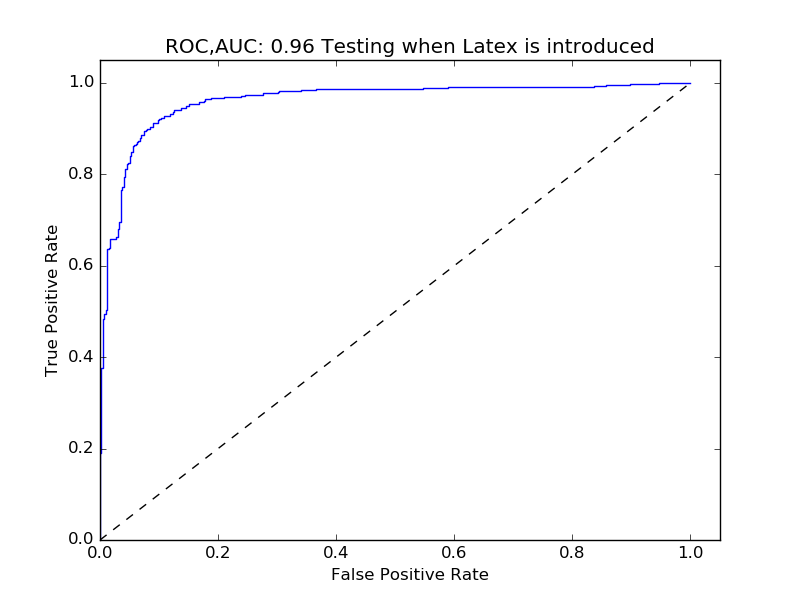 ROC,AUC: 0.96 Testing when Latex is introduced
1.0
0.8
0.6
0.4
0.2
0.0
True Positive Rate
0.0 0.2 0.4 0.6 0.8 1.0
False Positive Rate